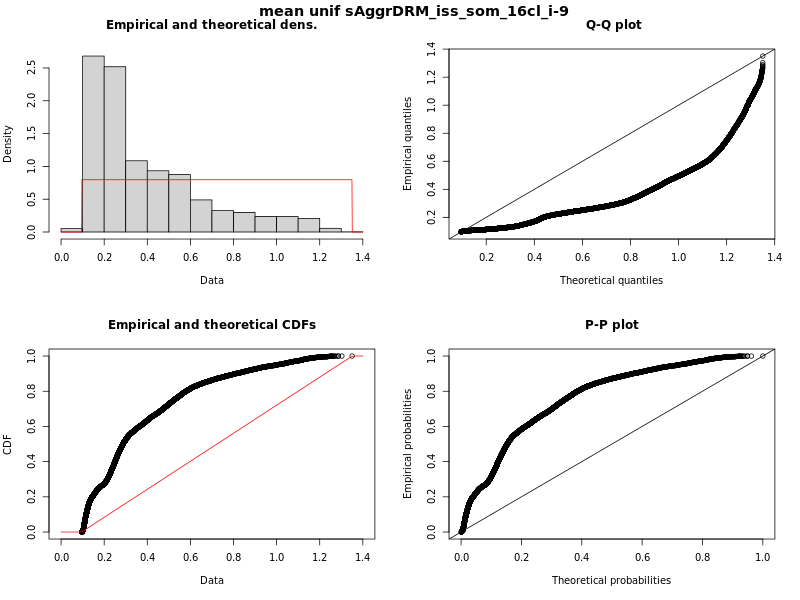 mean unif sAggrDRM_iss_som_16cl_i-9
Empirical and theoretical dens.
Density
0.0 0.5 1.0 1.5 2.0 2.5
0.0 0.2 0.4 0.6 0.8 1.0 1.2 1.4
Data
Q-Q plot
Empirical quantiles
0.2 0.4 0.6 0.8 1.0 1.2 1.4
0.2 0.4 0.6 0.8 1.0 1.2 1.4
Theoretical quantiles
Empirical and theoretical CDFs
CDF
0.0 0.2 0.4 0.6 0.8 1.0
0.0 0.2 0.4 0.6 0.8 1.0 1.2 1.4
Data
P-P plot
Empirical probabilities
0.0 0.2 0.4 0.6 0.8 1.0
0.0 0.2 0.4 0.6 0.8 1.0
Theoretical probabilities